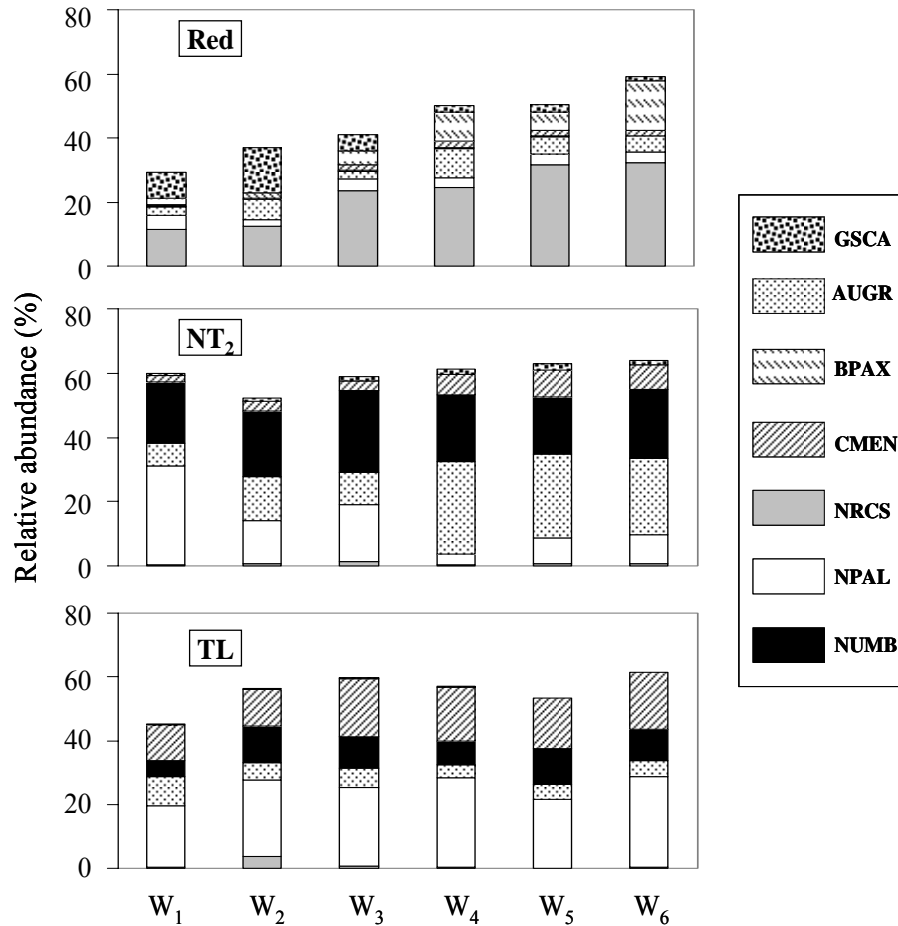 Relative abundance (%)
Red
80
60
40
20
0
NT₂
80
60
40
20
0
TL
80
60
40
20
0
W₁ W₂ W₃ W₄ W₅ W₆
GSCA
AUGR
BPAX
CMEN
NRCS
NPAL
NUMB